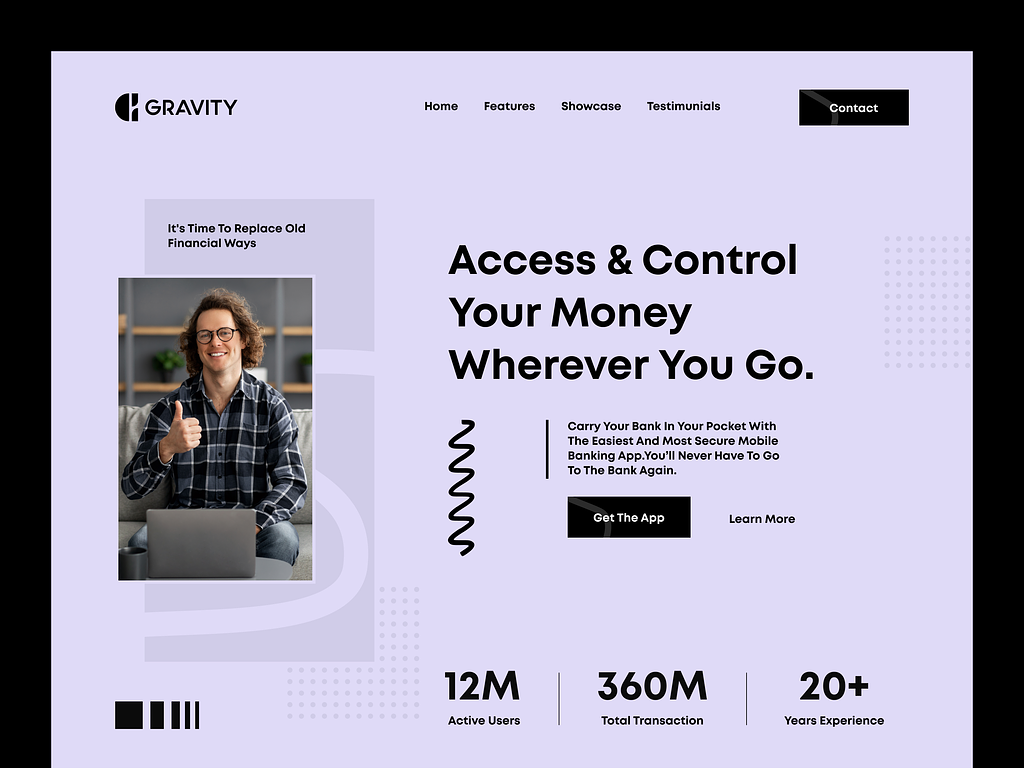 GRAVITY
Home
Features
Showcase
Testimunials
Contact
It's Time To Replace Old
Financial Ways
Access & Control
Your Money
Wherever You Go.
Carry Your Bank In Your Pocket With
The Easiest And Most Secure Mobile
Banking App.You'll Never Have To Go
To The Bank Again.
Get The App
Learn More
12M
Active Users
360M
Total Transaction
20+
Years Experience